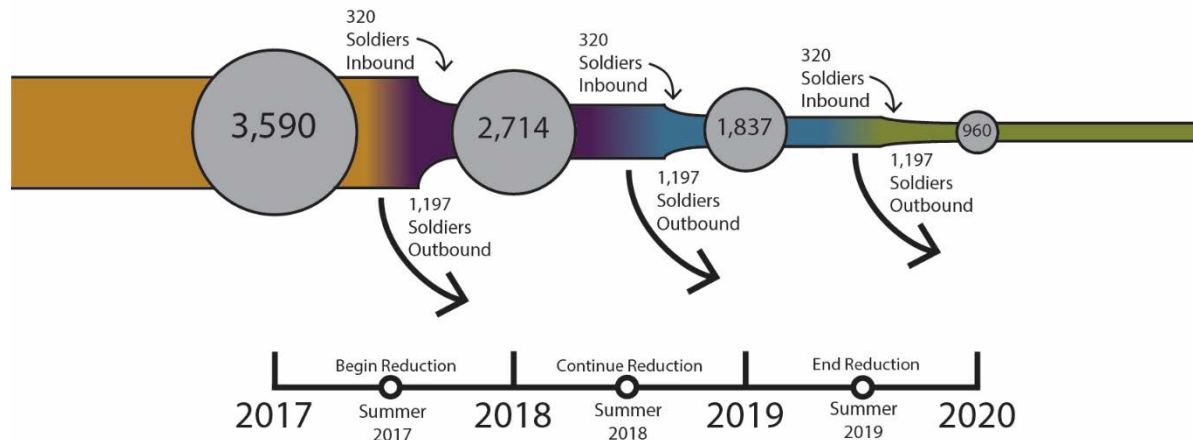 320
Soldiers
Inbound
320
Soldiers
Inbound
320
Soldiers
Inbound
3,590
2,714
1,837
960
1,197
Soldiers
Outbound
1,197
Soldiers
Outbound
1,197
Soldiers
Outbound
Begin Reduction
Continue Reduction
End Reduction
2017
Summer
2017
2018
Summer
2018
2019
Summer
2019
2020